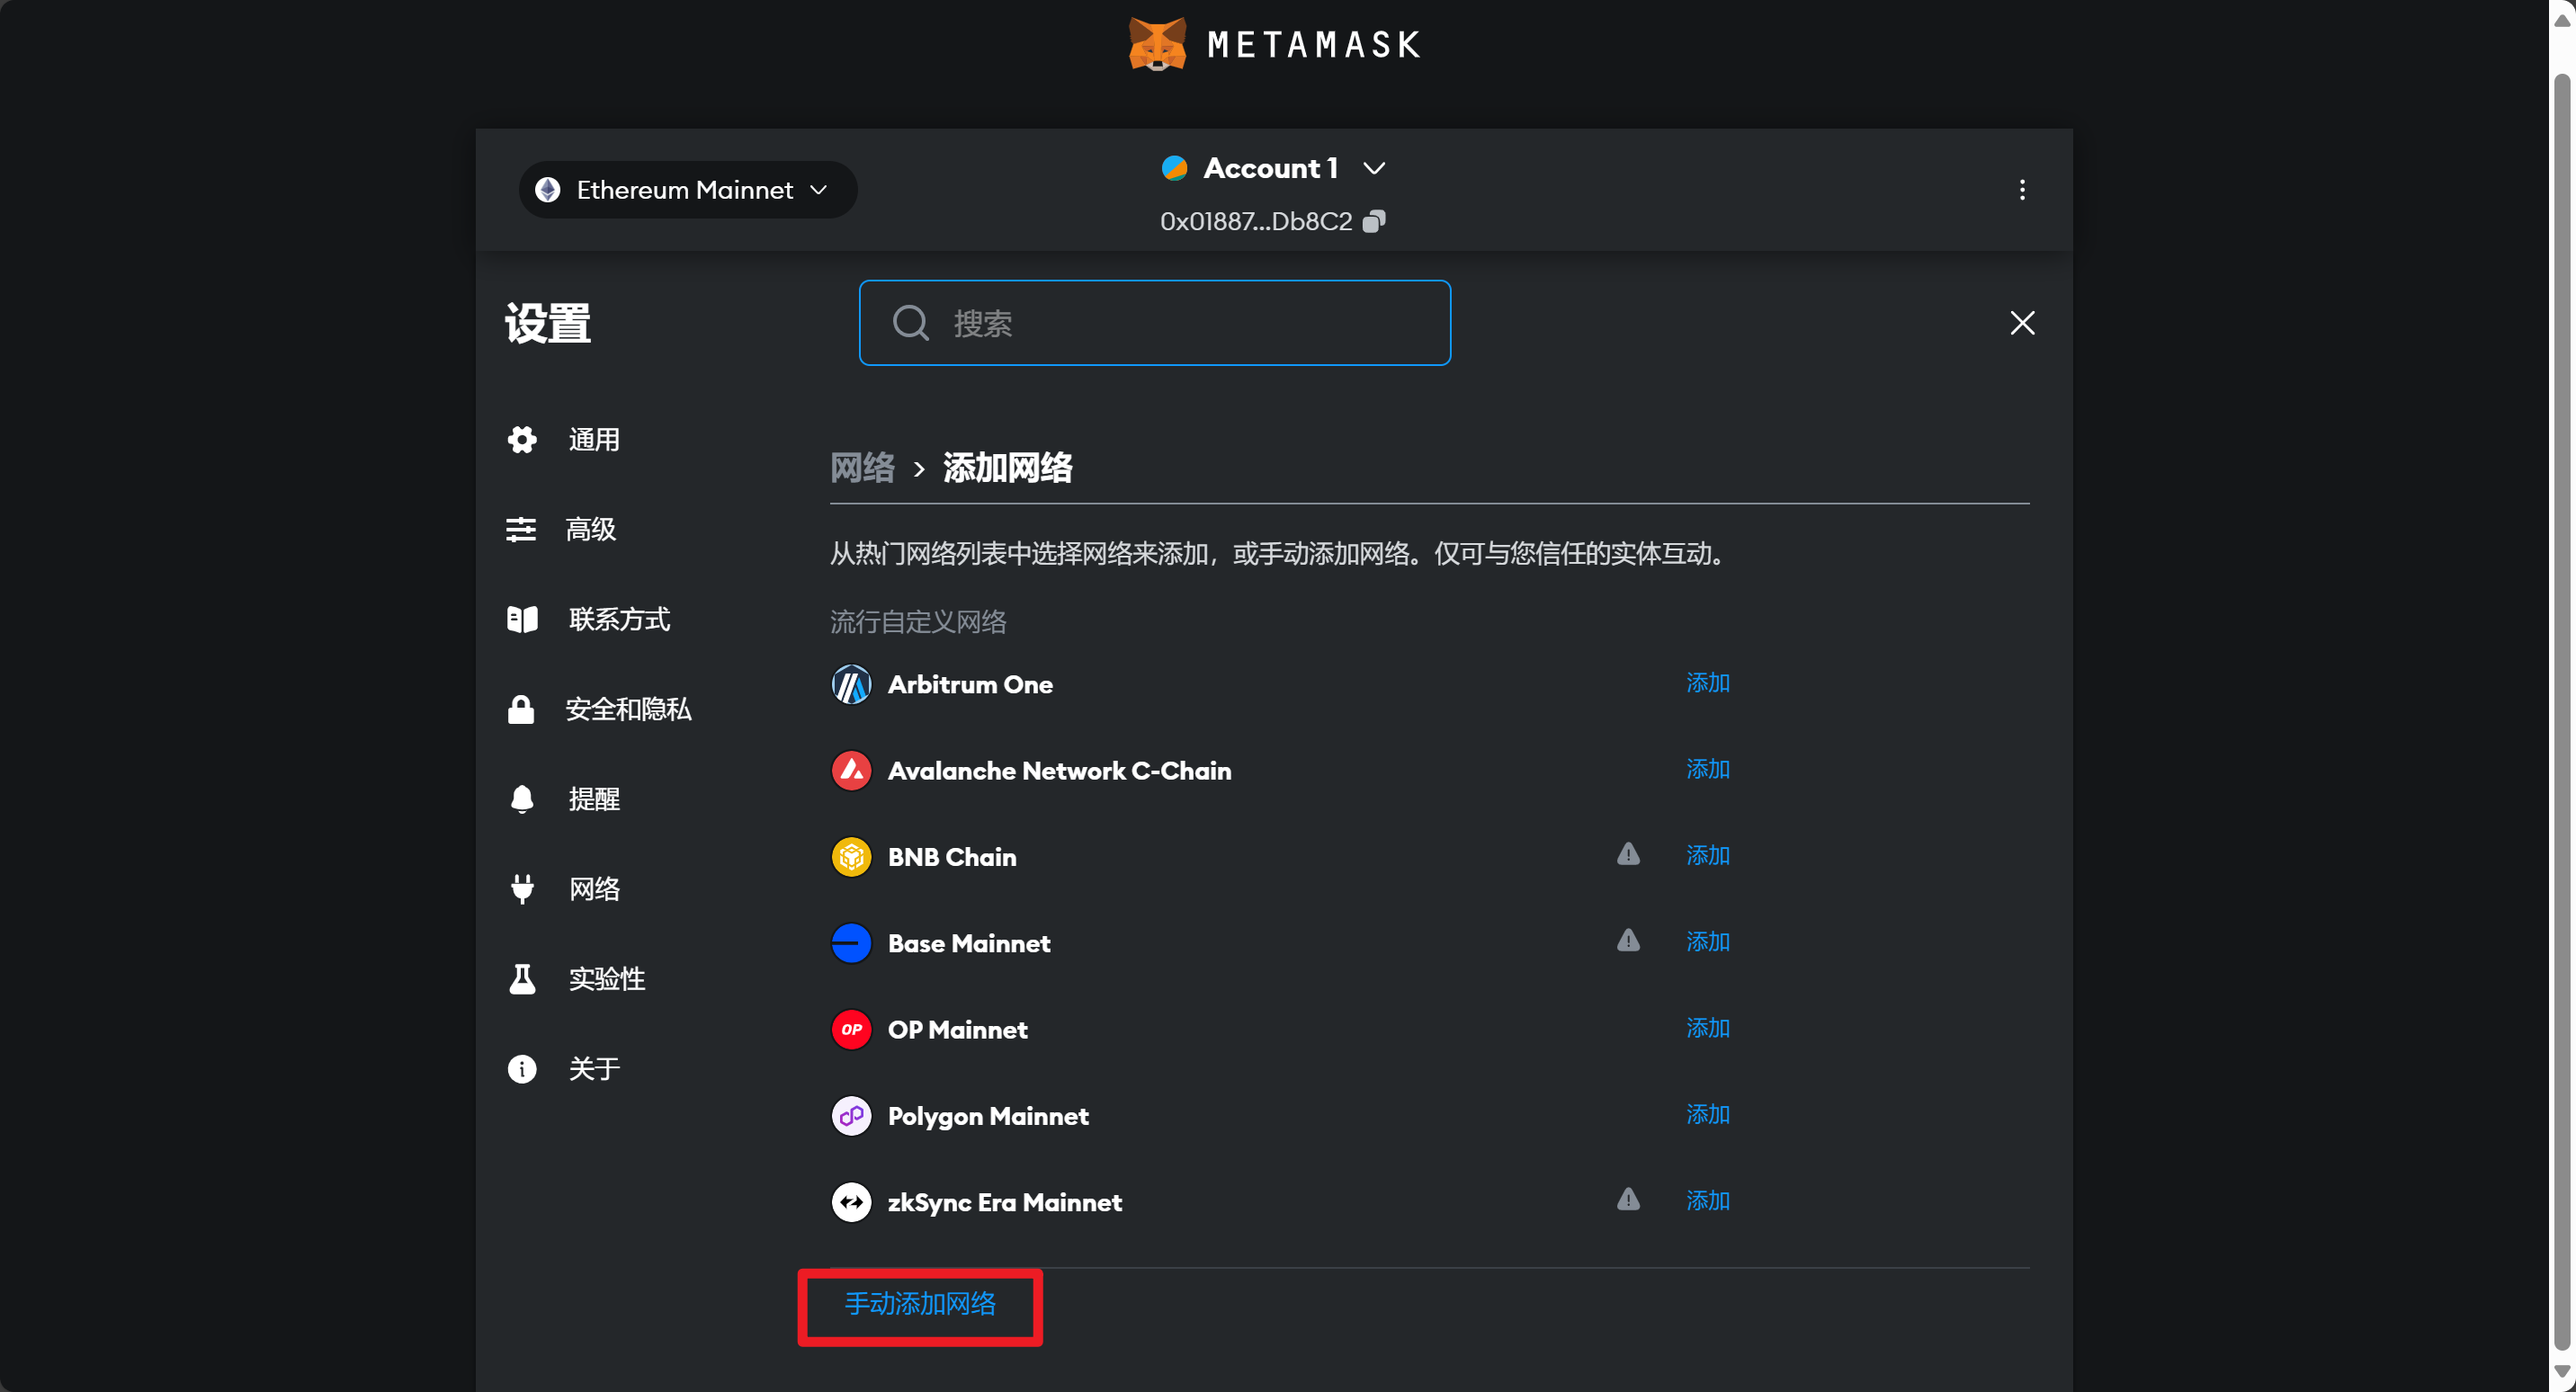 METAMASK
Ethereum Mainnet
Account 1
0x01887...Db8C2
设置
搜索
通用
高级
联系方式
安全和隐私
提醒
网络
实验性
关于
网络 › 添加网络
从热门网络列表中选择网络来添加，或手动添加网络。仅可与您信任的实体互动。
流行自定义网络
Arbitrum One 添加
Avalanche Network C-Chain 添加
BNB Chain 添加
Base Mainnet 添加
OP OP Mainnet 添加
Polygon Mainnet 添加
zkSync Era Mainnet 添加
手动添加网络